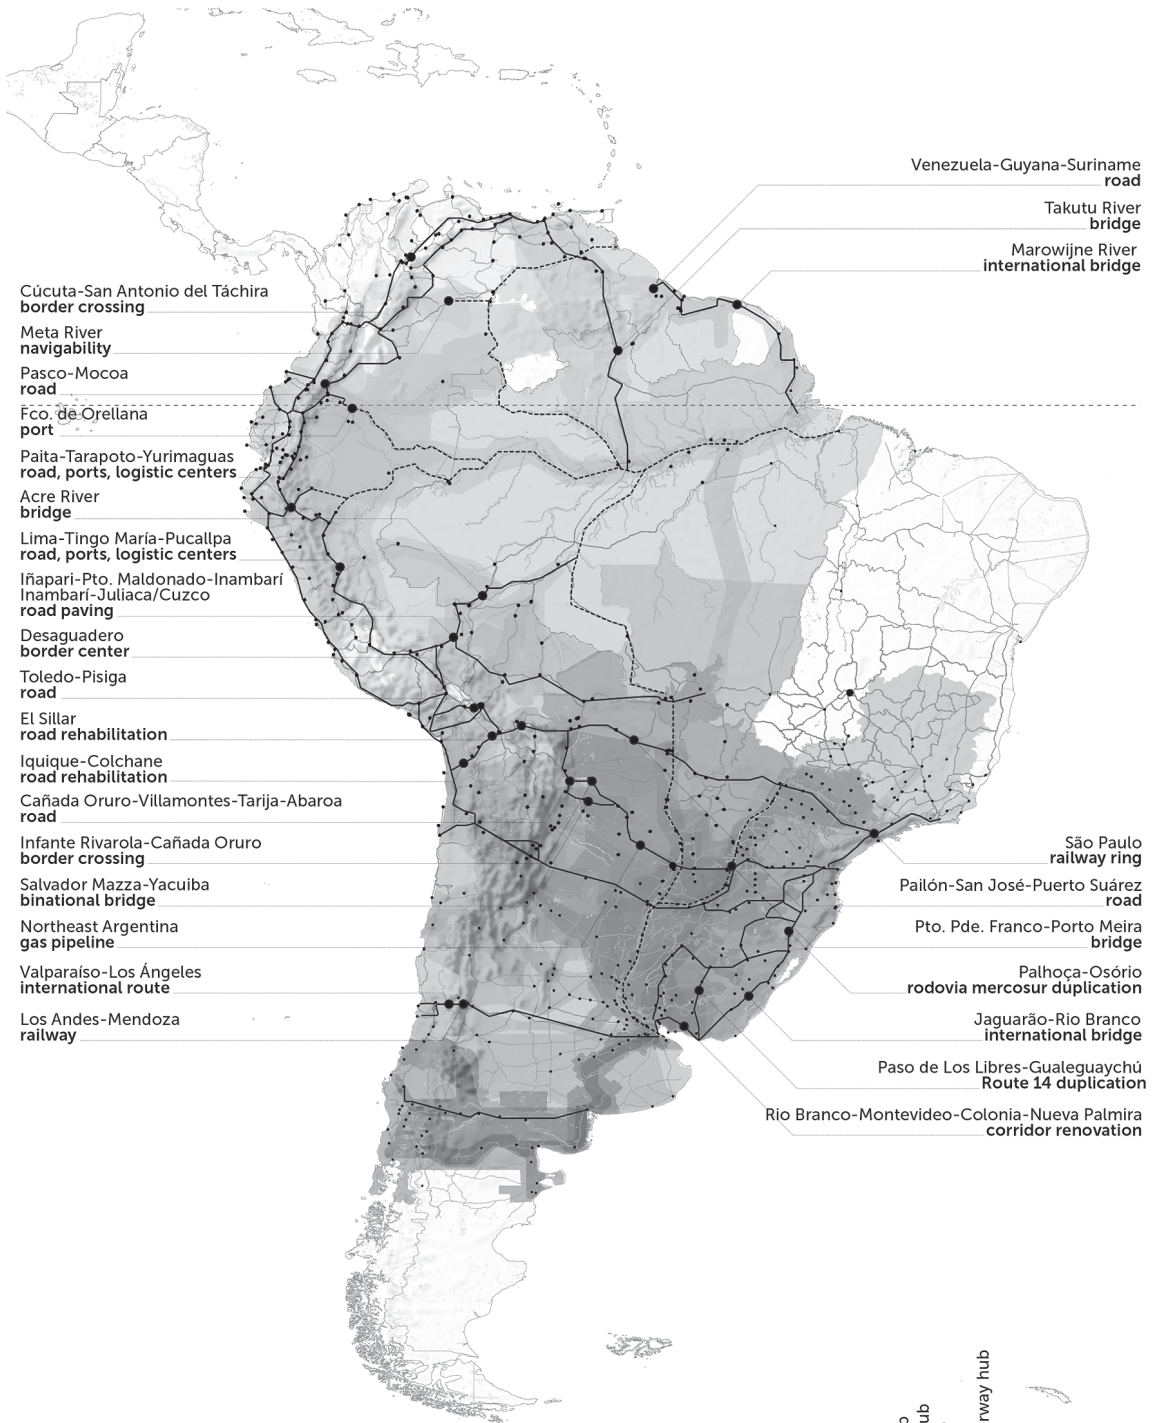 Venezuela-Guyana-Suriname
road
Takutu River
bridge
Marowijne River
international bridge
Cúcuta-San Antonio del Táchira
border crossing
Meta River
navigability
Pasco-Mocoa
road
Fco. de Orellana
port
Paita-Tarapoto-Yurimaguas
road, ports, logistic centers
Acre River
bridge
Lima-Tingo María-Pucallpa
road, ports, logistic centers
Iñapari-Pto. Maldonado-Inambarí
Inambarí-Juliaca/Cuzco
road paving
Desaguadero
border center
Toledo-Pisiga
road
El Sillar
road rehabilitation
Iquique-Colchane
road rehabilitation
Cañada Oruro-Villamontes-Tarija-Abaroa
road
Infante Rivarola-Cañada Oruro
border crossing
Salvador Mazza-Yacuiba
binational bridge
Northeast Argentina
gas pipeline
Valparaíso-Los Ángeles
international route
Los Andes-Mendoza
railway
São Paulo
railway ring
Pailón-San José-Puerto Suárez
road
Pto. Pde. Franco-Porto Meira
bridge
Palhoça-Osório
rodovia mercosur duplication
Jaguarão-Rio Branco
international bridge
Paso de Los Libres-Gualeguaychú
Route 14 duplication
Rio Branco-Montevideo-Colonia-Nueva Palmira
corridor renovation
hub